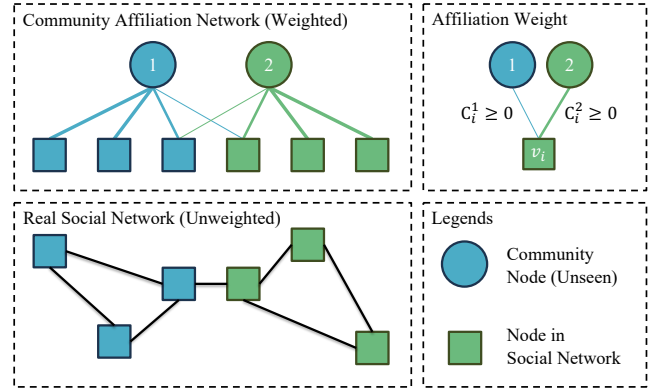 Community Affiliation Network (Weighted)
1
2
Affiliation Weight
1
2
C_i^1 ≥ 0
C_i^2 ≥ 0
v_i
Real Social Network (Unweighted)
Legends
Community
Node (Unseen)
Node in
Social Network